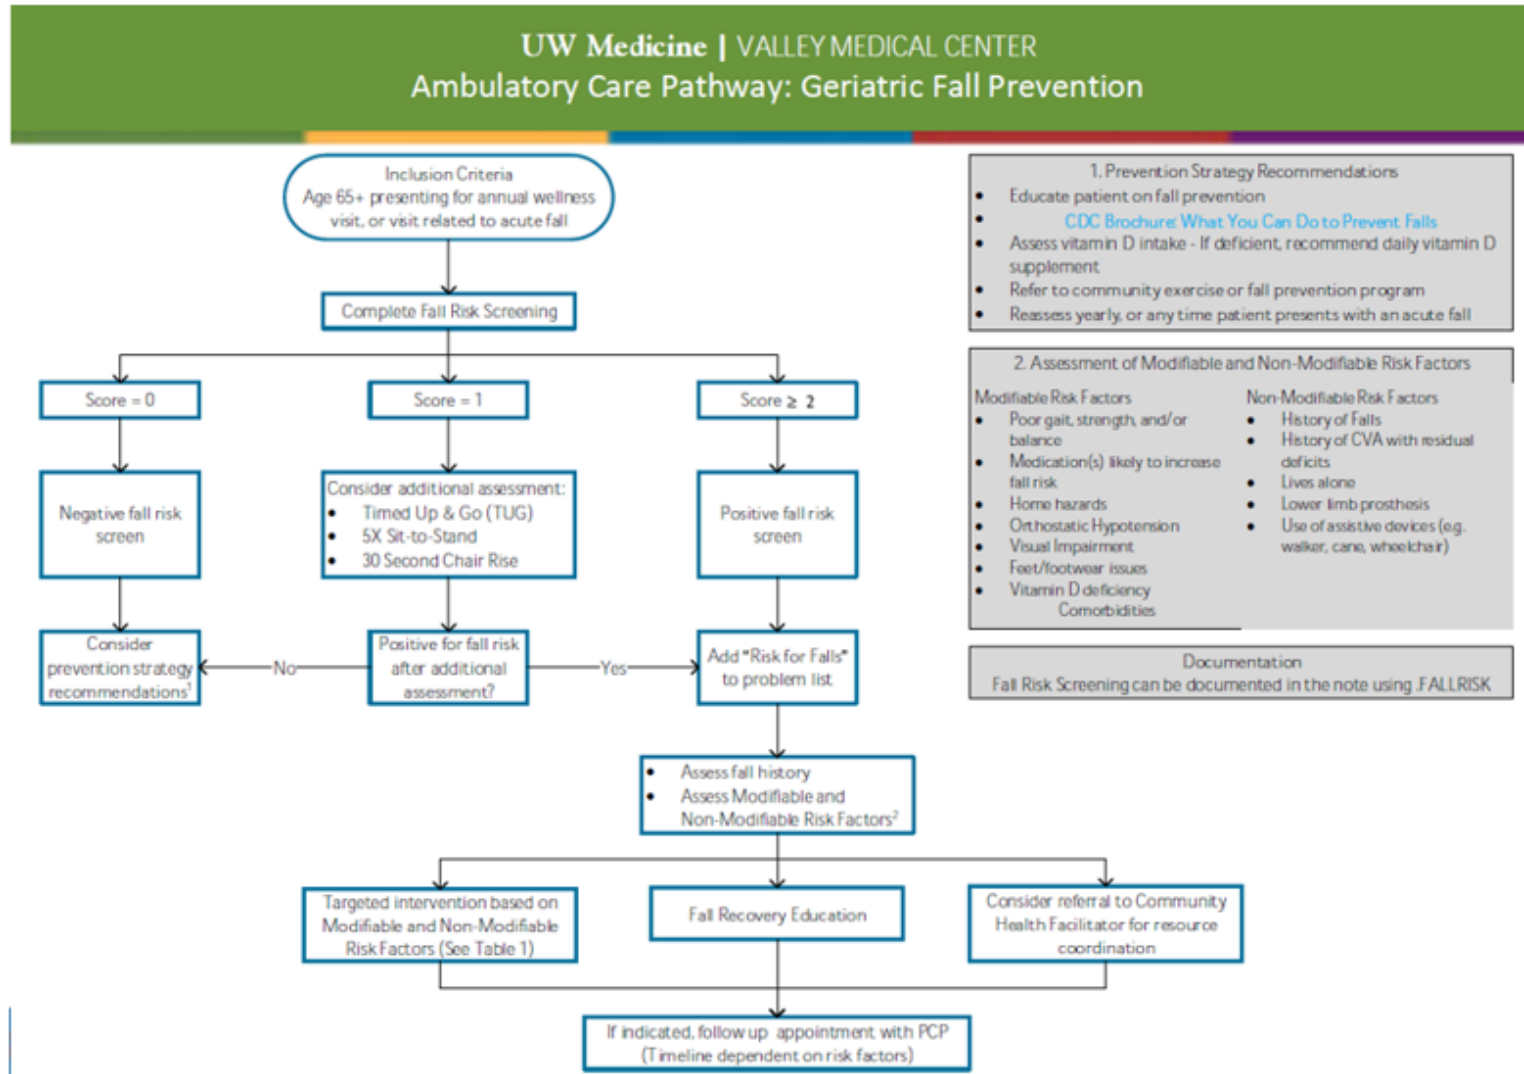 UW Medicine | VALLEY MEDICAL CENTER
Ambulatory Care Pathway: Geriatric Fall Prevention
Inclusion Criteria
Age 65+ presenting for annual wellness
visit, or visit related to acute fall
Complete Fall Risk Screening
Score = 0
Score = 1
Score ≥ 2
Negative fall risk
screen
Consider additional assessment:
• Timed Up & Go (TUG)
• 5X Sit-to-Stand
• 30 Second Chair Rise
Positive fall risk
screen
Consider
prevention strategy
recommendations¹
No
Positive for fall risk
after additional
assessment?
Yes
Add "Risk for Falls"
to problem list
• Assess fall history
• Assess Modifiable and
Non-Modifiable Risk Factors²
Targeted intervention based on
Modifiable and Non-Modifiable
Risk Factors (See Table 1)
Fall Recovery Education
Consider referral to Community
Health Facilitator for resource
coordination
If indicated, follow up appointment with PCP
(Timeline dependent on risk factors)
1. Prevention Strategy Recommendations
• Educate patient on fall prevention
• CDC Brochure: What You Can Do to Prevent Falls
• Assess vitamin D intake - If deficient, recommend daily vitamin D
supplement
• Refer to community exercise or fall prevention program
• Reassess yearly, or any time patient presents with an acute fall
2. Assessment of Modifiable and Non-Modifiable Risk Factors
Modifiable Risk Factors
• Poor gait, strength, and/or
balance
• Medication(s) likely to increase
fall risk
• Home hazards
• Orthostatic Hypotension
• Visual Impairment
• Feet/footwear issues
• Vitamin D deficiency
Comorbidities
Non-Modifiable Risk Factors
• History of Falls
• History of CVA with residual
deficits
• Lives alone
• Lower limb prosthesis
• Use of assistive devices (e.g.
walker, cane, wheelchair)
Documentation
Fall Risk Screening can be documented in the note using .FALLRISK